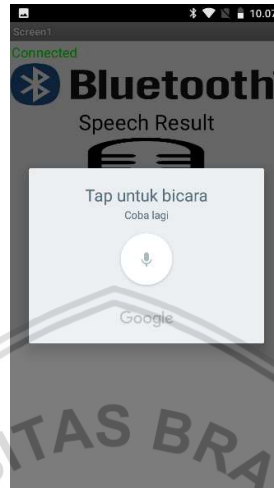 10.07
Screen1
Connected
Bluetooth
Speech Result
Tap untuk bicara
Coba lagi
Google
TAS BRA